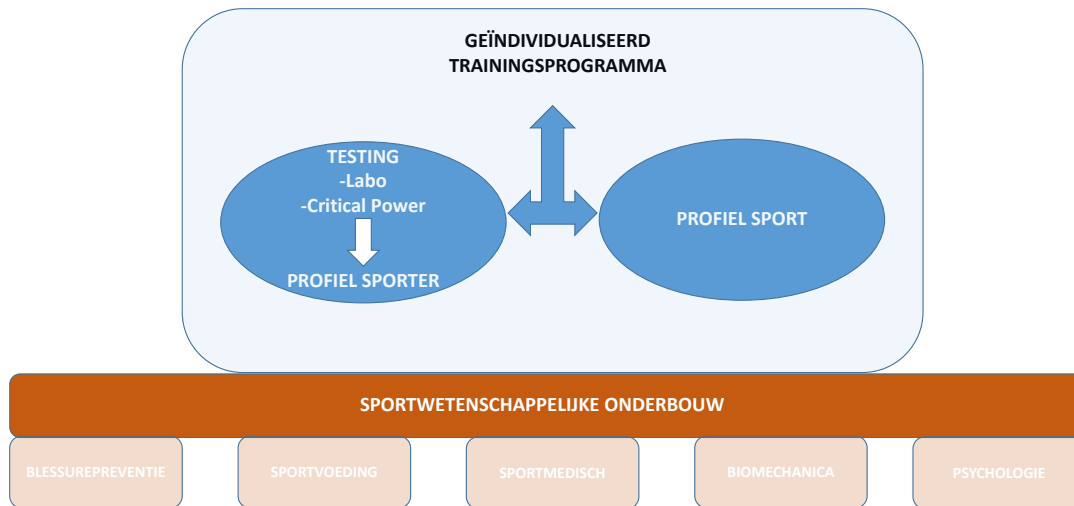 GEÏNDIVIDUALISEERD
TRAININGSPROGRAMMA
TESTING
-Labo
-Critical Power
PROFIEL SPORTER
PROFIEL SPORT
SPORTWETENSCHAPPELIJKE ONDERBOUW
BLESSUREPREVENTIE
SPORTVOEDING
SPORTMEDISCH
BIOMECHANICA
PSYCHOLOGIE